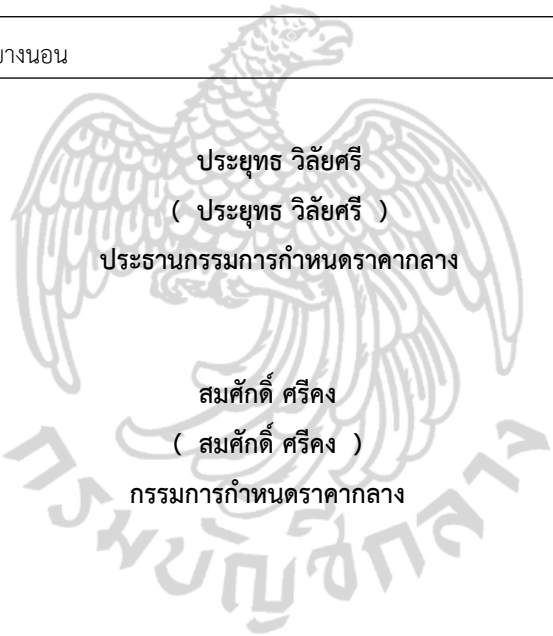 างนอน
ประยุทธ วิลัยศรี
( ประยุทธ วิลัยศรี )
ประธานกรรมการกำหนดราคากลาง
สมศักดิ์ ศรีคง
( สมศักดิ์ ศรีคง )
กรรมการกำหนดราคากลาง
กรมบัญชีกลาง